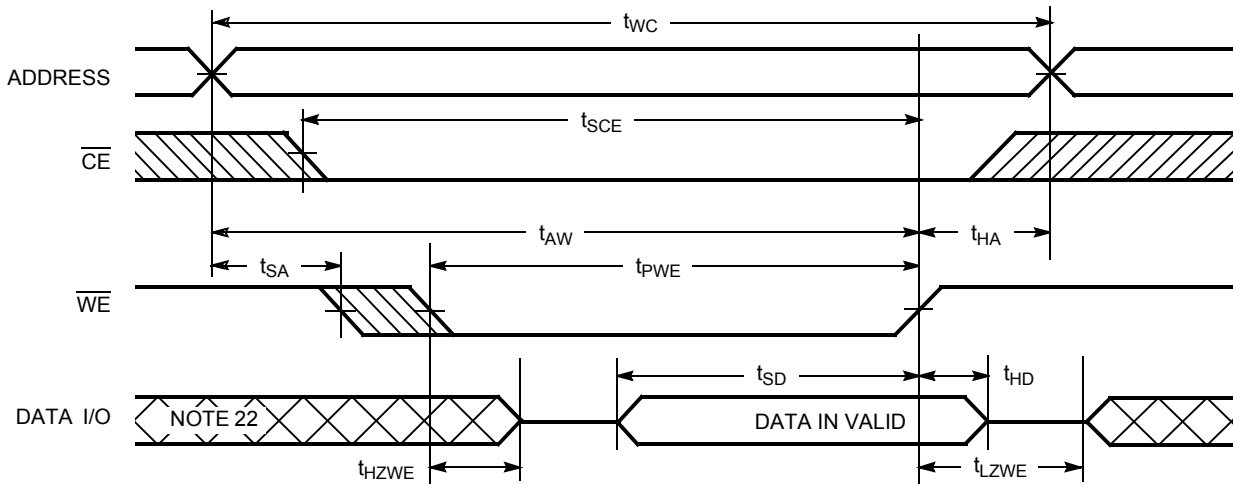 tWC
ADDRESS
tSCE
CE
tAW
tHA
tSA
tPWE
WE
tSD
tHD
DATA I/O
NOTE 22
DATA IN VALID
tHZWE
tLZWE